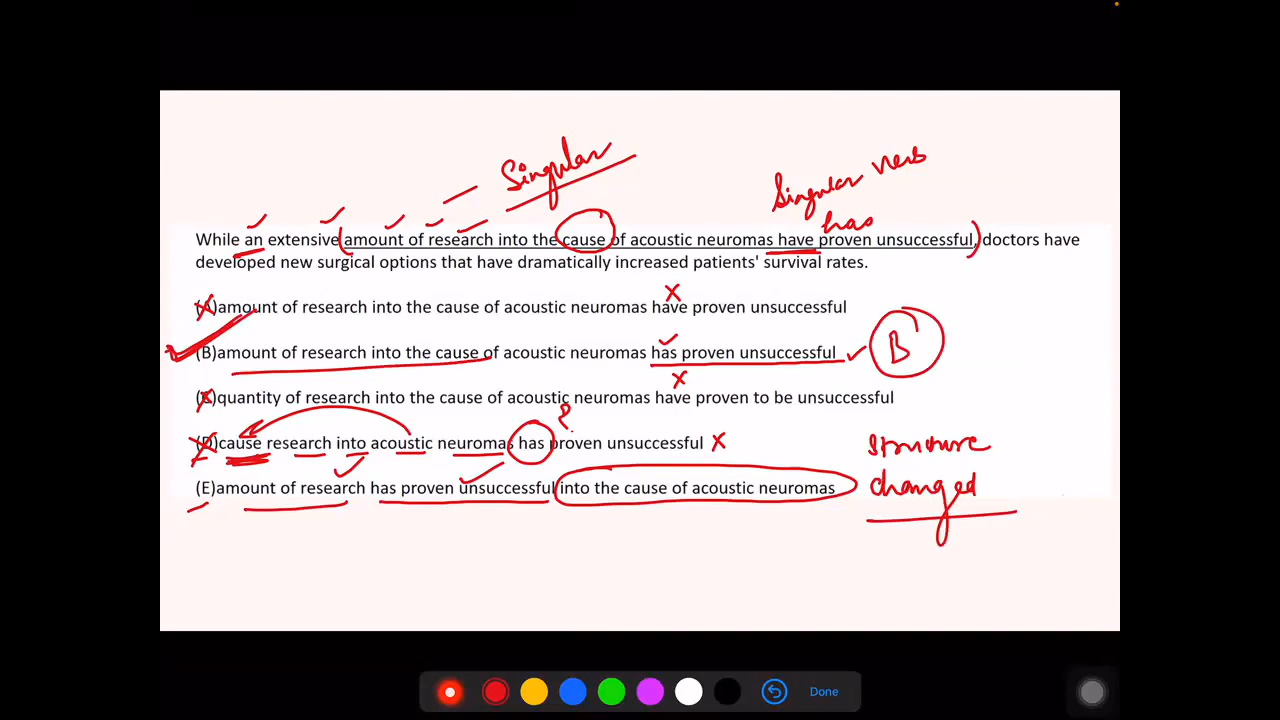 Singular
Singular verb
has
While an extensive amount of research into the cause of acoustic neuromas have proven unsuccessful, doctors have
developed new surgical options that have dramatically increased patients' survival rates.
(A)amount of research into the cause of acoustic neuromas have proven unsuccessful
(B)amount of research into the cause of acoustic neuromas has proven unsuccessful
B
(C)quantity of research into the cause of acoustic neuromas have proven to be unsuccessful
?
(D)cause research into acoustic neuromas has proven unsuccessful
structure
(E)amount of research has proven unsuccessful into the cause of acoustic neuromas
changed
Done